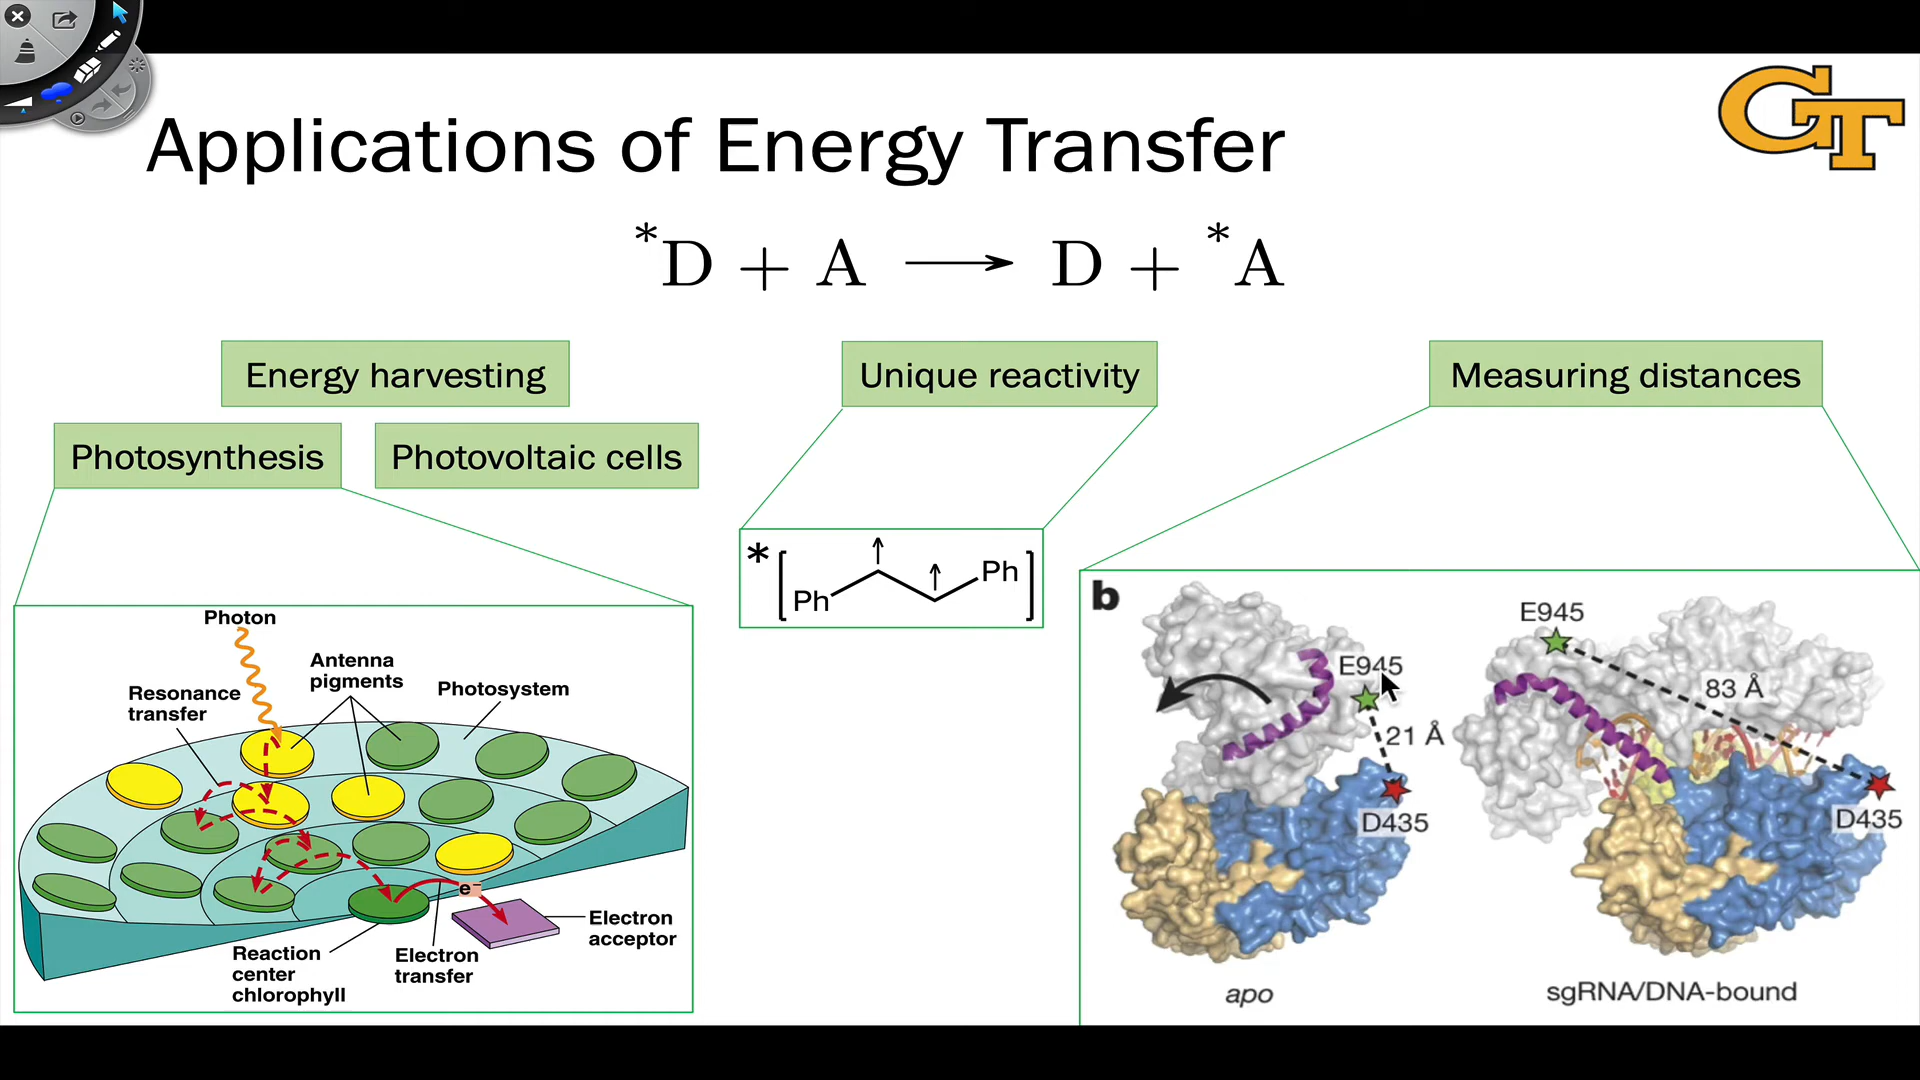 GT
Applications of Energy Transfer
*D + A ⟶ D + *A
Energy harvesting
Photosynthesis
Photovoltaic cells
Unique reactivity
Measuring distances
Photon
Antenna
pigments
Photosystem
Resonance
transfer
e⁻
Electron
acceptor
Reaction
center
chlorophyll
Electron
transfer
*[
Ph
Ph
]
b
E945
21 Å
D435
apo
E945
83 Å
D435
sgRNA/DNA-bound